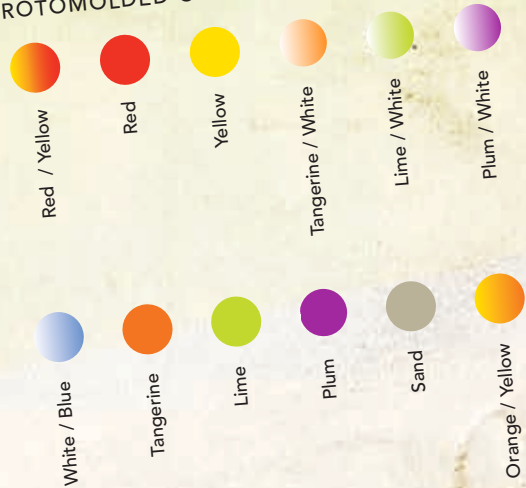 ROTOMOLDED
Red / Yellow
Red
Yellow
Tangerine / White
Lime / White
Plum / White
White / Blue
Tangerine
Lime
Plum
Sand
Orange / Yellow